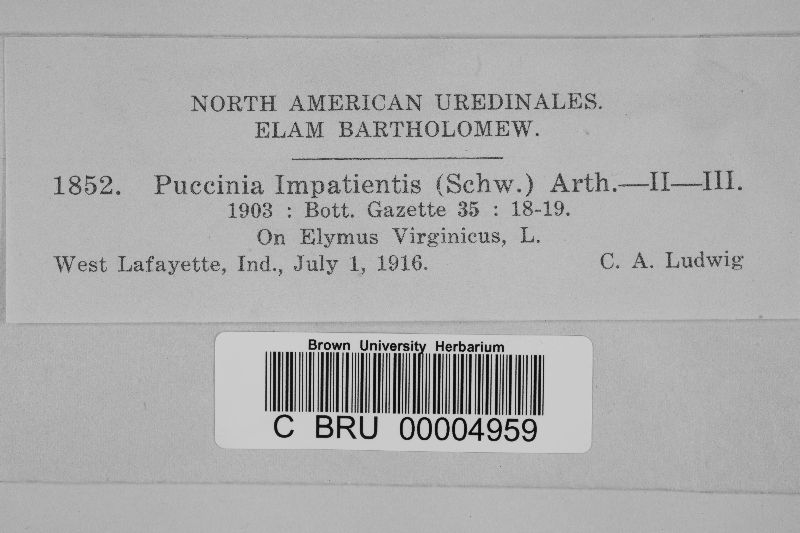 NORTH AMERICAN UREDINALES.
ELAM BARTHOLOMEW.
1852. Puccinia Impatientis (Schw.) Arth.—II—III.
1903 : Bott. Gazette 35 : 18-19.
On Elymus Virginicus, L.
West Lafayette, Ind., July 1, 1916. C. A. Ludwig
Brown University Herbarium
C BRU 00004959